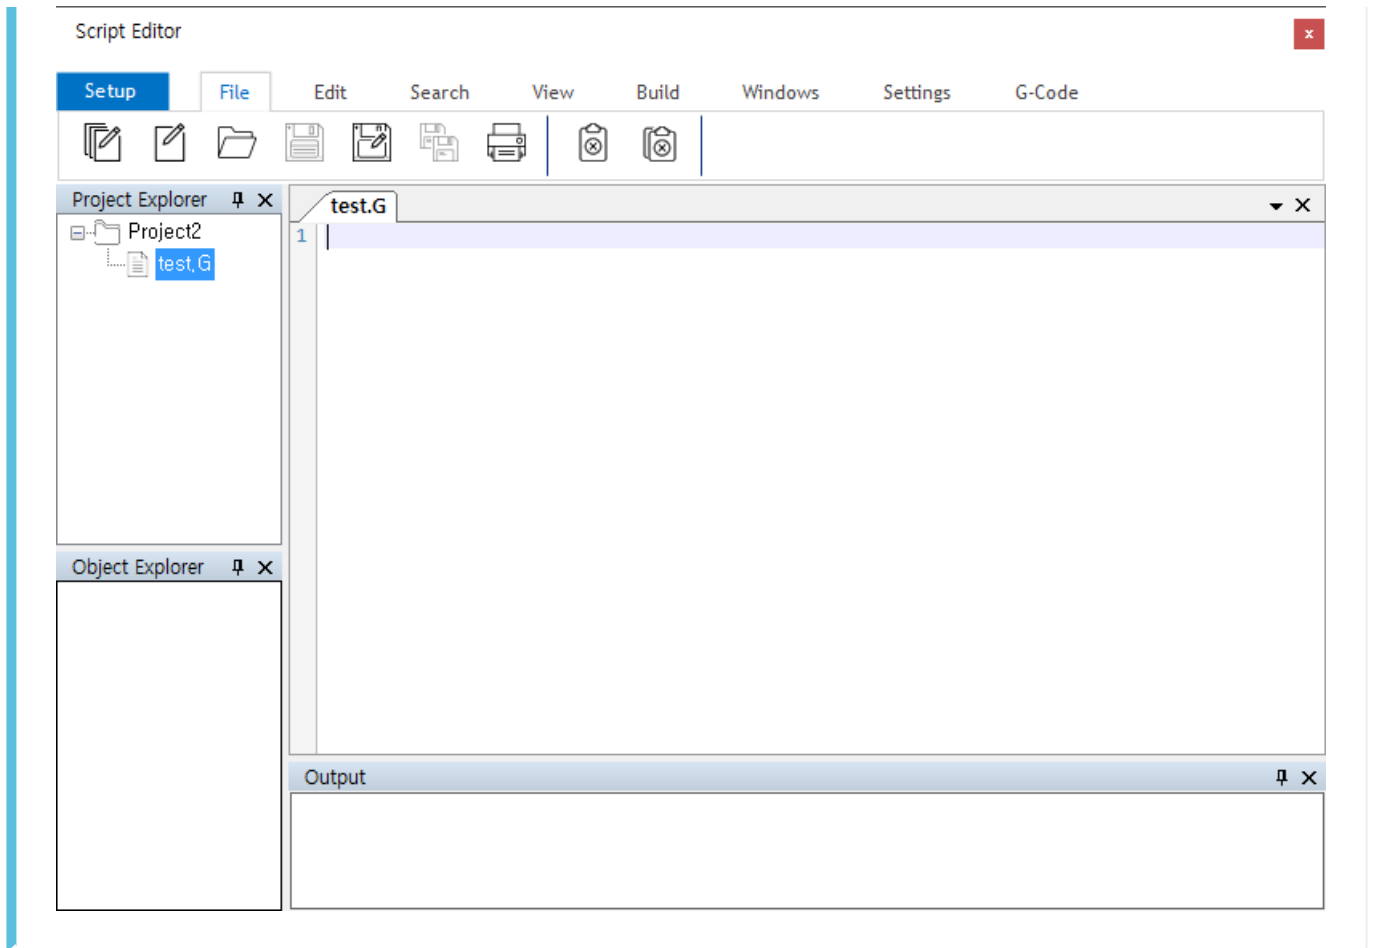 Script Editor
x
Setup File Edit Search View Build Windows Settings G-Code
Project Explorer
test.G
Project2
1
test.G
Object Explorer
Output